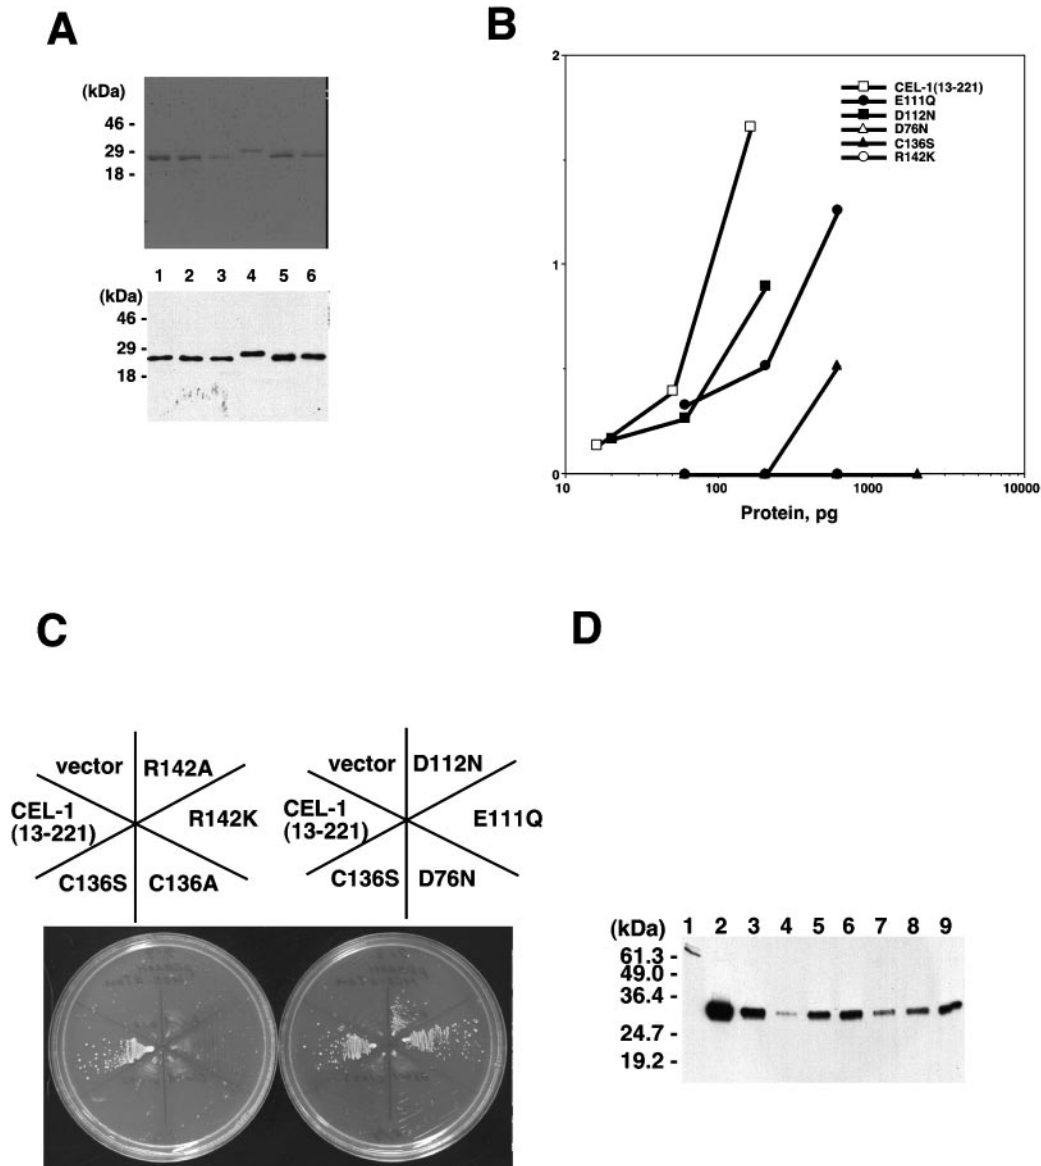 A
(kDa)
46 -
29 -
18 -
1 2 3 4 5 6
(kDa)
46 -
29 -
18 -
B
2
1
0
10 100 1000 10000
Protein, pg
CEL-1(13-221)
E111Q
D112N
D76N
C136S
R142K
C
vector R142A
CEL-1
(13-221)
R142K
C136S C136A
vector D112N
CEL-1
(13-221)
E111Q
C136S D76N
D
(kDa) 1 2 3 4 5 6 7 8 9
61.3 -
49.0 -
36.4 -
24.7 -
19.2 -